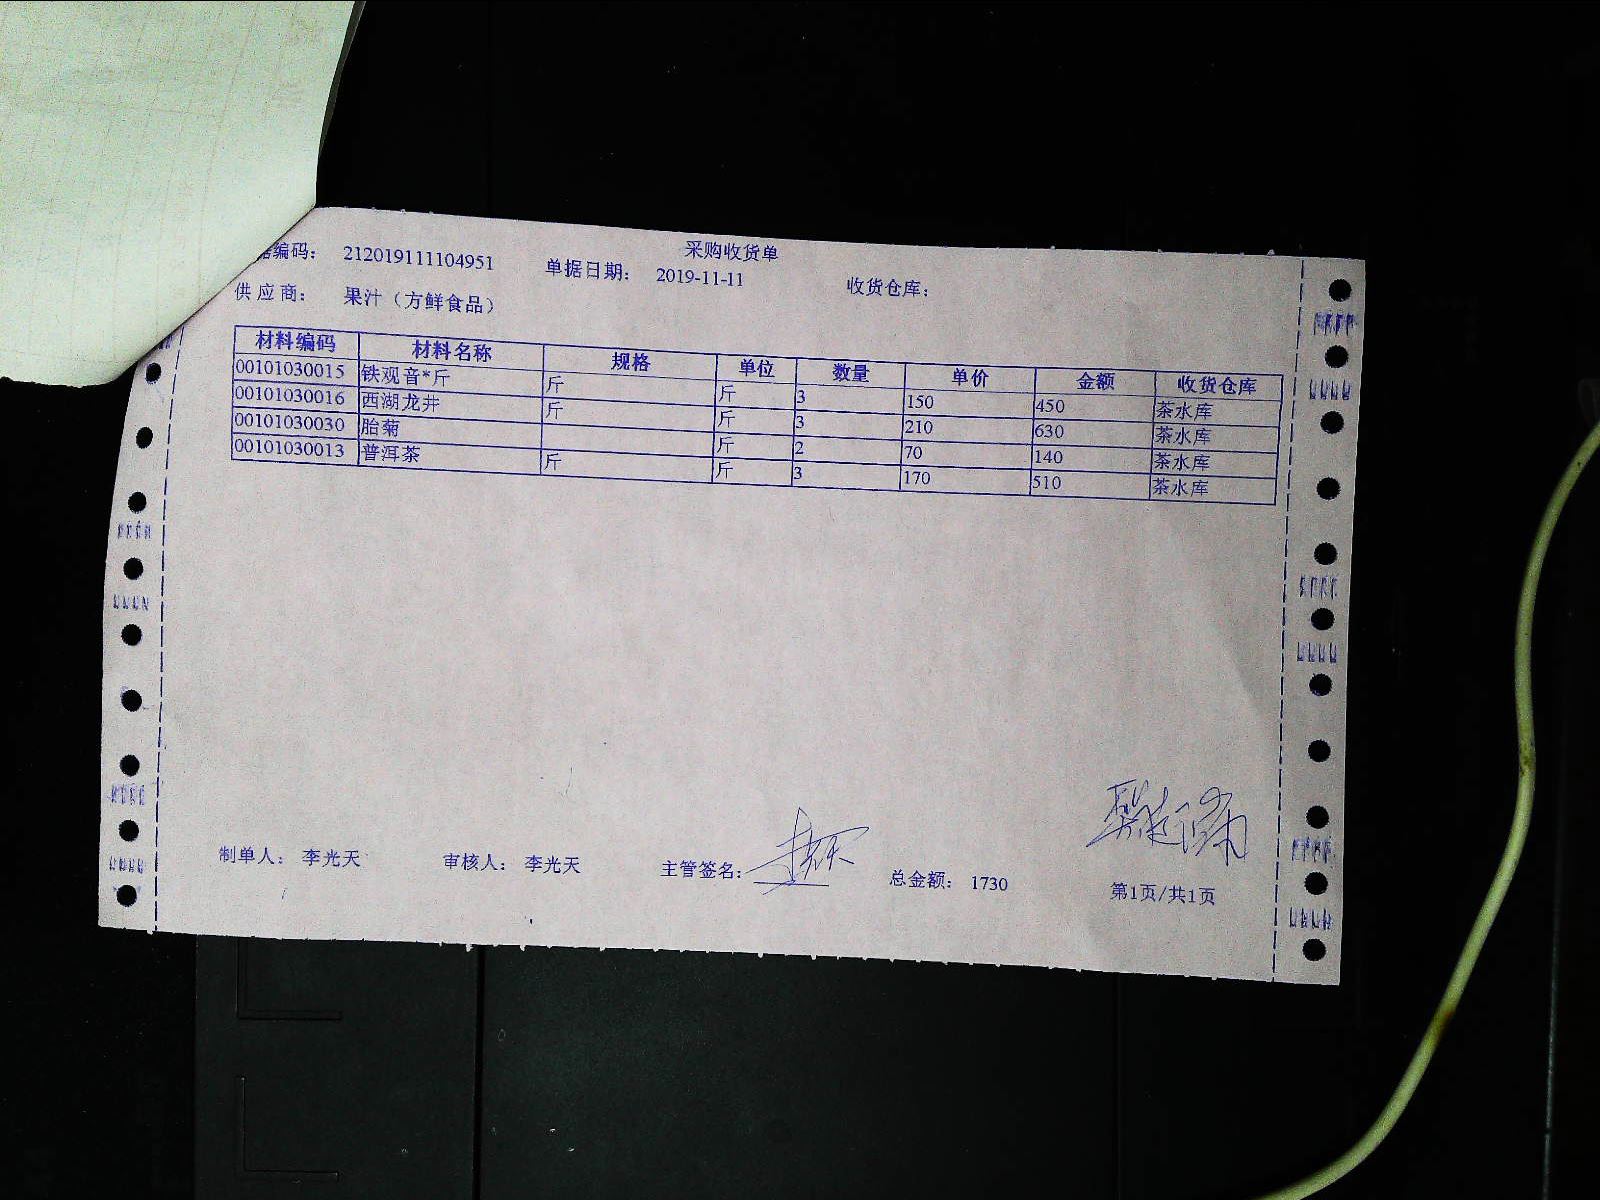 采购收货单
据编码： 212019111104951 单据日期： 2019-11-11 收货仓库：
供应商： 果汁（方鲜食品）
材料编码 材料名称 规格 单位 数量 单价 金额 收货仓库
00101030015 铁观音*斤 斤 斤 3 150 450 茶水库
00101030016 西湖龙井 斤 斤 3 210 630 茶水库
00101030030 胎菊 斤 2 70 140 茶水库
00101030013 普洱茶 斤 斤 3 170 510 茶水库
制单人： 李光天 审核人： 李光天 主管签名： 总金额： 1730 第1页/共1页